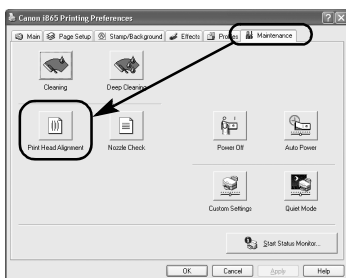 Canon i865 Printing Preferences
Main Page Setup Stamp/Background Effects Profiles Maintenance
Cleaning Deep Cleaning
Print Head Alignment Nozzle Check Power Off Auto Power
Custom Settings Quiet Mode
Start Status Monitor...
OK Cancel Apply Help